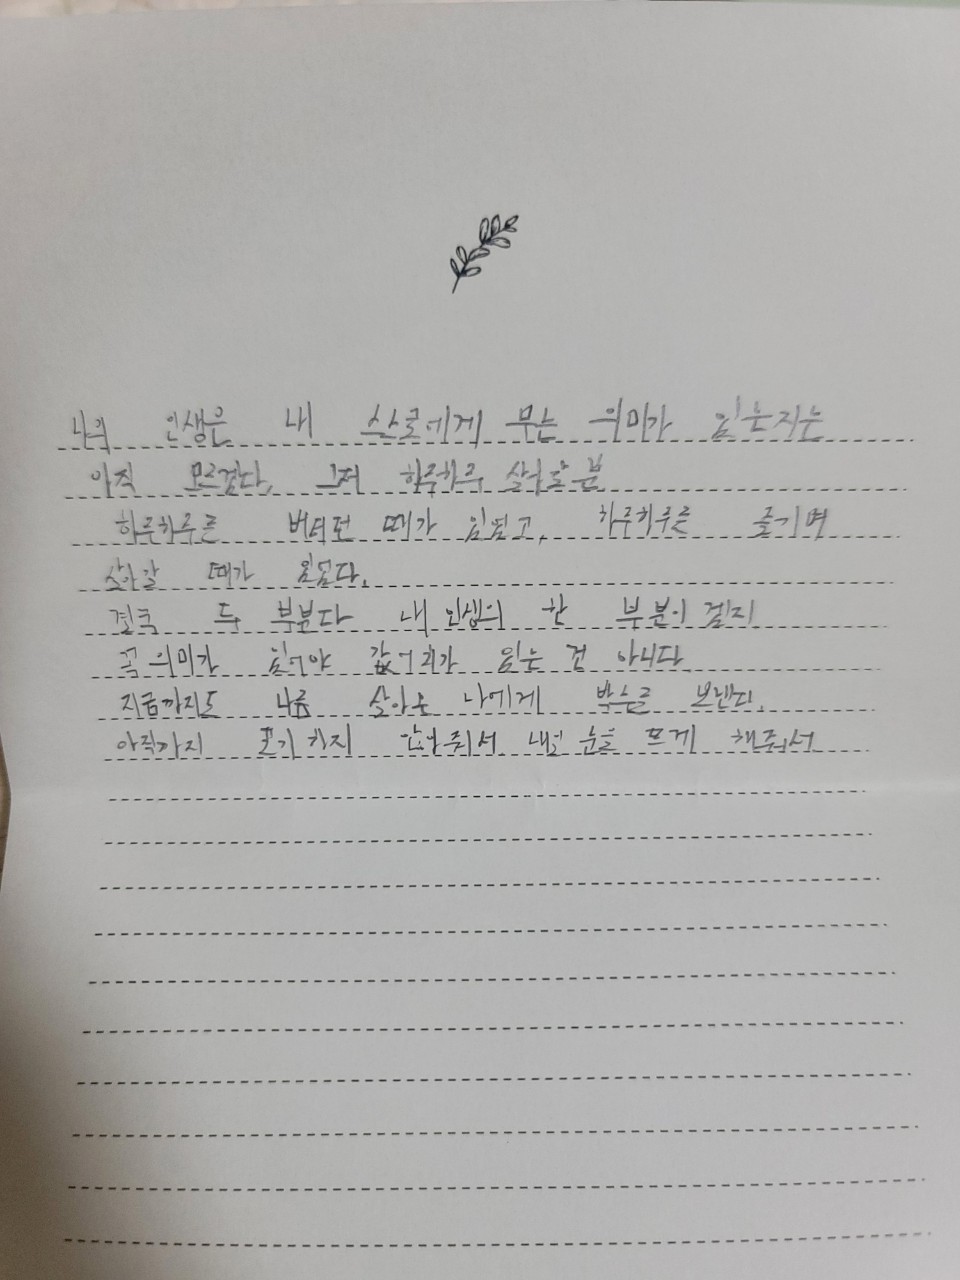 나의 인생은 내 스스로에게 무슨 의미가 있는지는
아직 모르겠다, 그저 하루하루 살아갈 뿐
하루하루를 버티던 때가 있었고, 하루하루를 즐기며
살아갈 때가 있었다.
결국 두 부분다 내 인생의 한 부분이 걸지
꼭 의미가 있어야 값어치가 있는 건 아니다
지금까지도 나름 살아온 나에게 박수를 보낸다.
아직까지 포기하지 않아줘서 내일 눈을 뜨게 해줘서